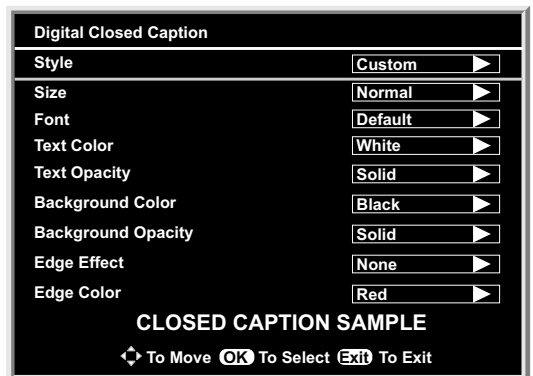 Digital Closed Caption
Style Custom
Size Normal
Font Default
Text Color White
Text Opacity Solid
Background Color Black
Background Opacity Solid
Edge Effect None
Edge Color Red
CLOSED CAPTION SAMPLE
To Move OK To Select Exit To Exit